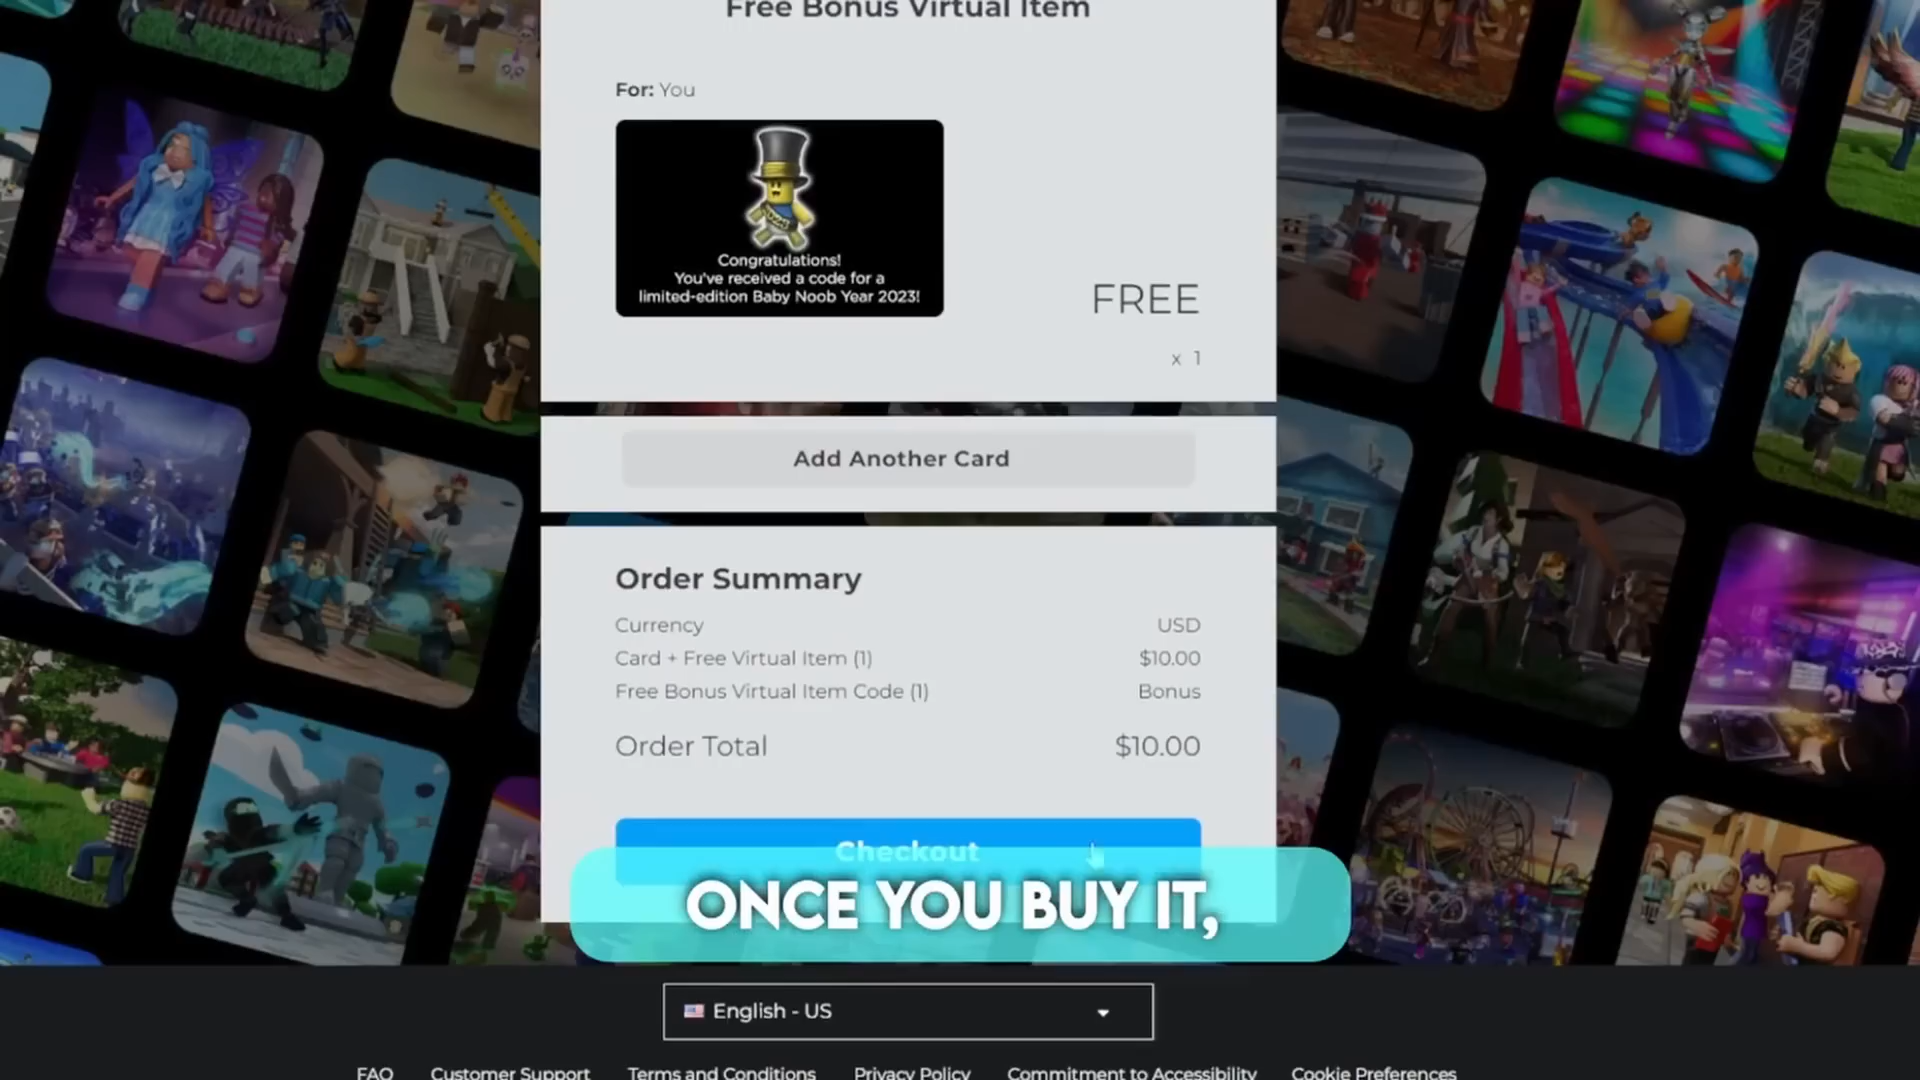 Free Bonus Virtual Item
For: You
Congratulations!
You've received a code for a
limited-edition Baby Noob Year 2023!
FREE
x 1
Add Another Card
Order Summary
Currency USD
Card + Free Virtual Item (1) $10.00
Free Bonus Virtual Item Code (1) Bonus
Order Total $10.00
Checkout
ONCE YOU BUY IT,
English - US
FAQ Customer Support Terms and Conditions Privacy Policy Commitment to Accessibility Cookie Preferences